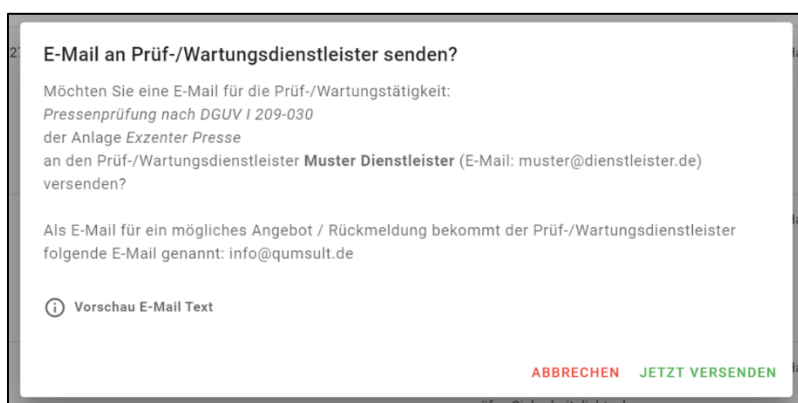 E-Mail an Prüf-/Wartungsdienstleister senden?
Möchten Sie eine E-Mail für die Prüf-/Wartungstätigkeit:
Pressenprüfung nach DGUV I 209-030
der Anlage Exzenter Presse
an den Prüf-/Wartungsdienstleister Muster Dienstleister (E-Mail: muster@dienstleister.de)
versenden?
Als E-Mail für ein mögliches Angebot / Rückmeldung bekommt der Prüf-/Wartungsdienstleister
folgende E-Mail genannt: info@qumsult.de
Vorschau E-Mail Text
ABBRECHEN JETZT VERSENDEN